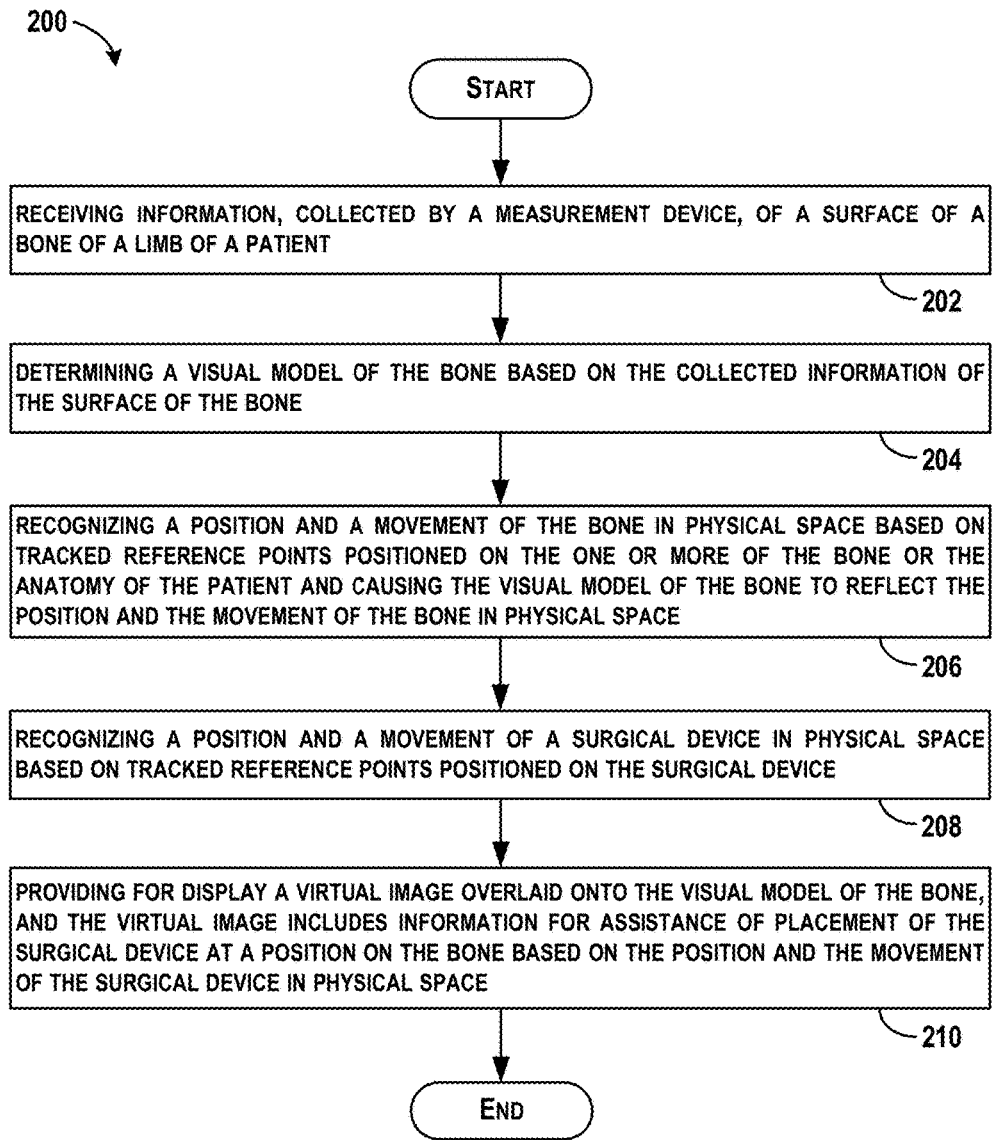 200
START
RECEIVING INFORMATION, COLLECTED BY A MEASUREMENT DEVICE, OF A SURFACE OF A
BONE OF A LIMB OF A PATIENT
202
DETERMINING A VISUAL MODEL OF THE BONE BASED ON THE COLLECTED INFORMATION OF
THE SURFACE OF THE BONE
204
RECOGNIZING A POSITION AND A MOVEMENT OF THE BONE IN PHYSICAL SPACE BASED ON
TRACKED REFERENCE POINTS POSITIONED ON THE ONE OR MORE OF THE BONE OR THE
ANATOMY OF THE PATIENT AND CAUSING THE VISUAL MODEL OF THE BONE TO REFLECT THE
POSITION AND THE MOVEMENT OF THE BONE IN PHYSICAL SPACE
206
RECOGNIZING A POSITION AND A MOVEMENT OF A SURGICAL DEVICE IN PHYSICAL SPACE
BASED ON TRACKED REFERENCE POINTS POSITIONED ON THE SURGICAL DEVICE
208
PROVIDING FOR DISPLAY A VIRTUAL IMAGE OVERLAID ONTO THE VISUAL MODEL OF THE BONE,
AND THE VIRTUAL IMAGE INCLUDES INFORMATION FOR ASSISTANCE OF PLACEMENT OF THE
SURGICAL DEVICE AT A POSITION ON THE BONE BASED ON THE POSITION AND THE MOVEMENT
OF THE SURGICAL DEVICE IN PHYSICAL SPACE
210
END